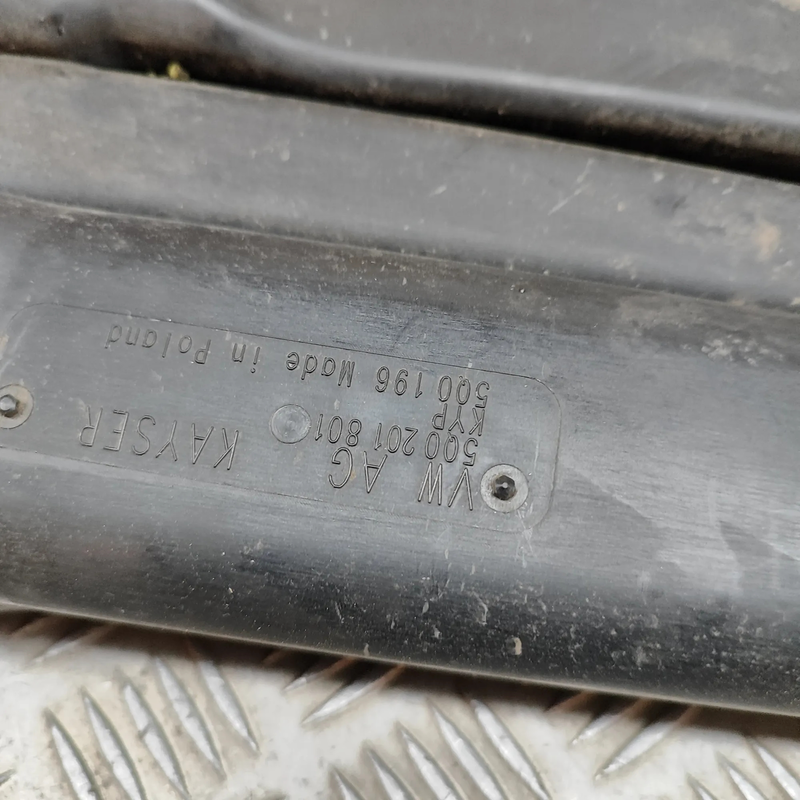 VW AG KAYSER
5Q0 201 801
KYP
5Q0 196 Made in Poland